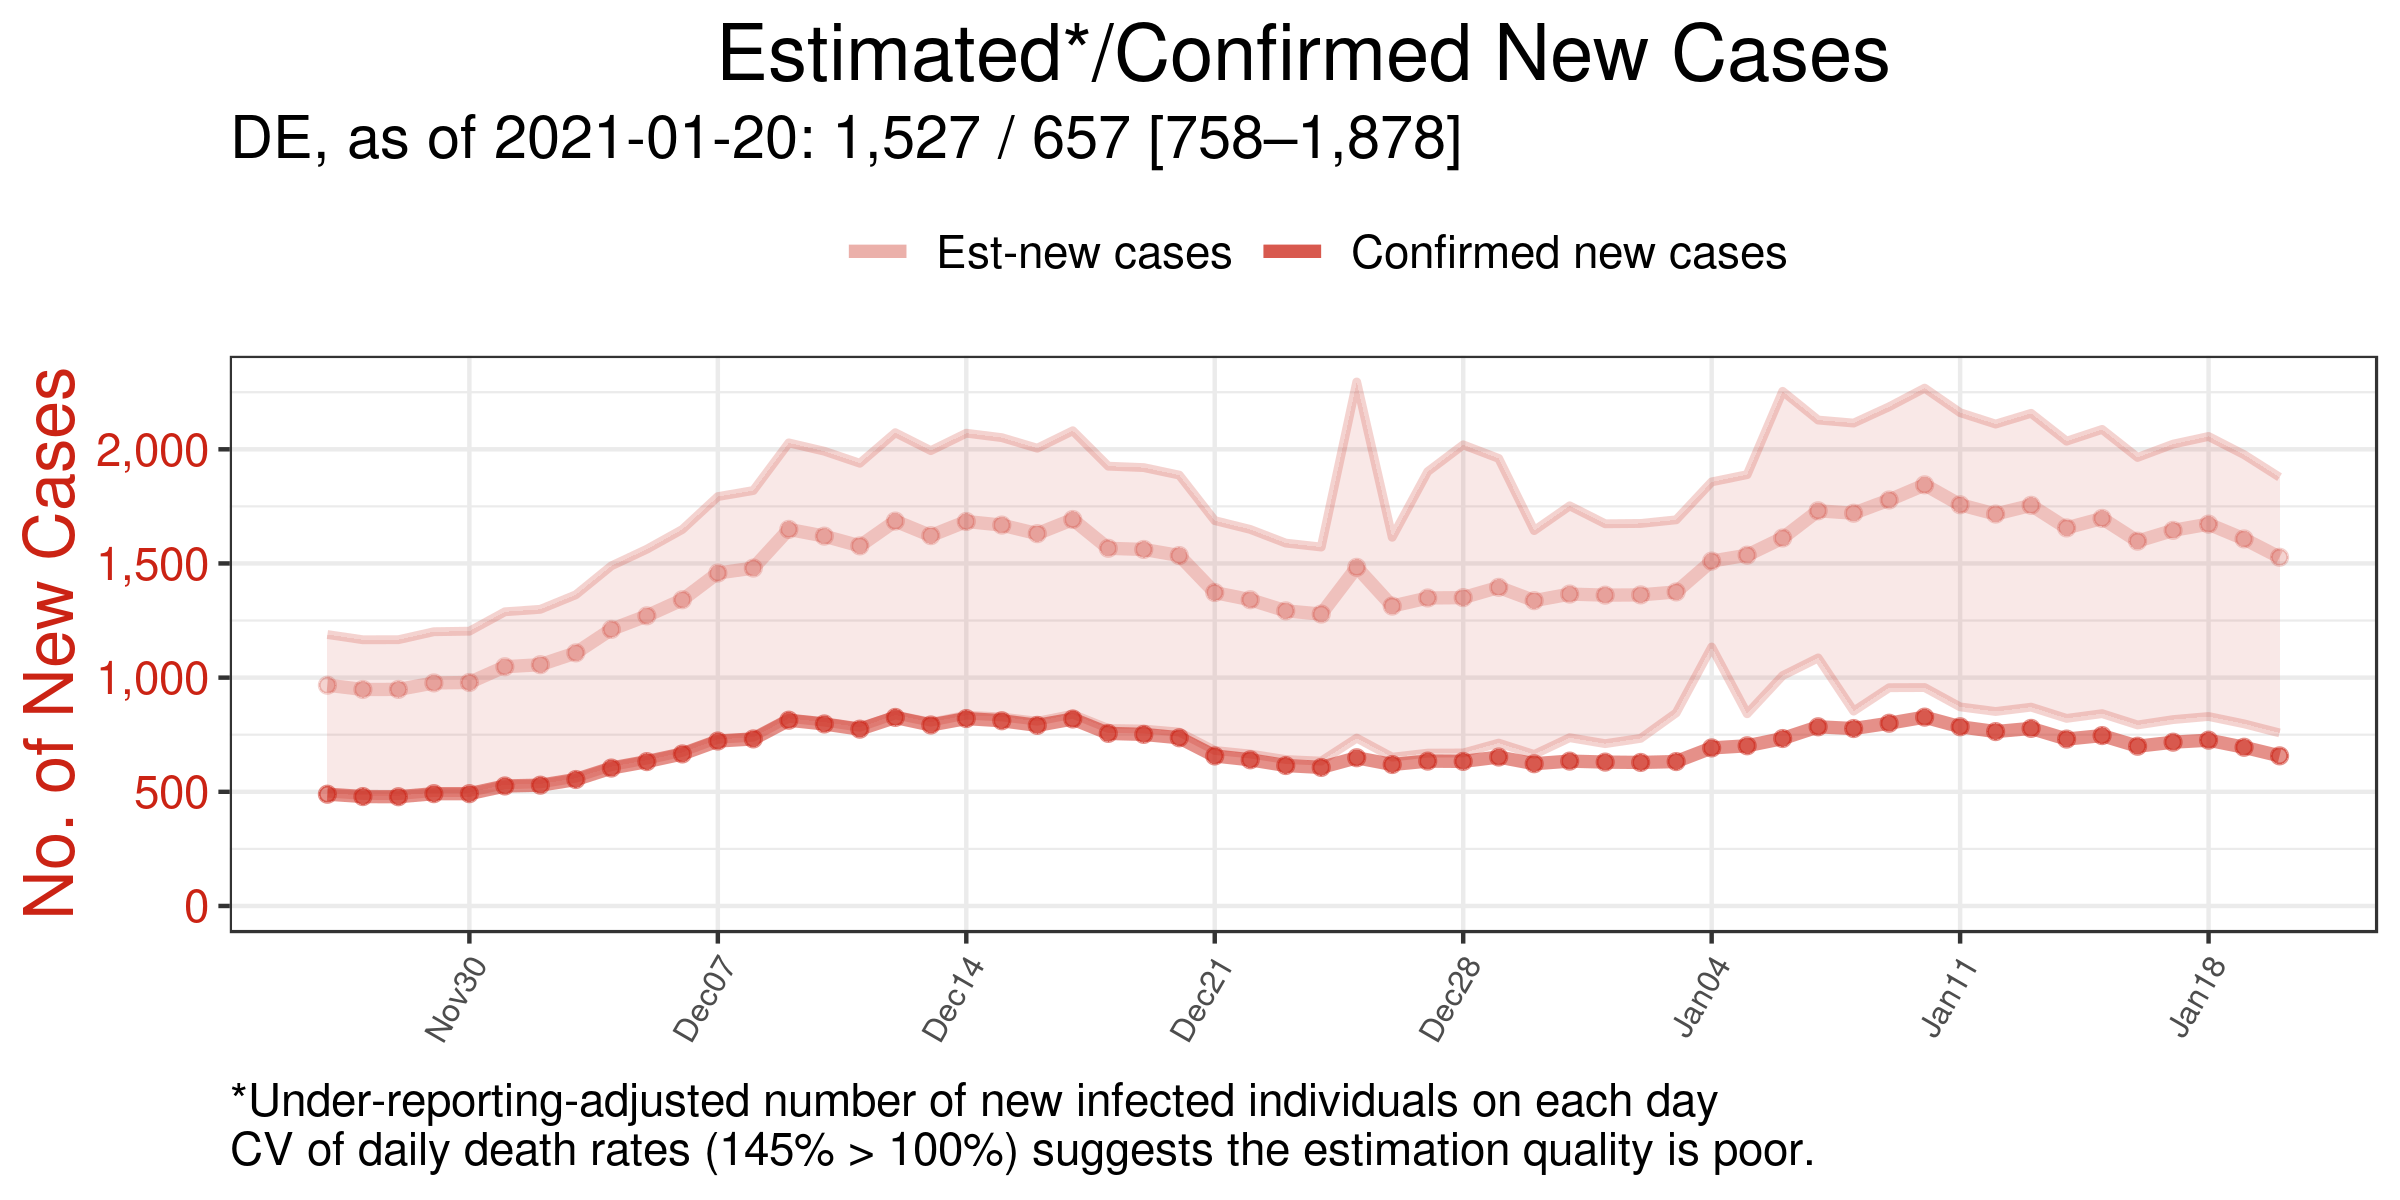 Estimated*/Confirmed New Cases
DE, as of 2021-01-20: 1,527 / 657 [758–1,878]
Est-new cases
Confirmed new cases
No. of New Cases
2,000
1,500
1,000
500
0
Nov30
Dec07
Dec14
Dec21
Dec28
Jan04
Jan11
Jan18
*Under-reporting-adjusted number of new infected individuals on each day
CV of daily death rates (145% > 100%) suggests the estimation quality is poor.